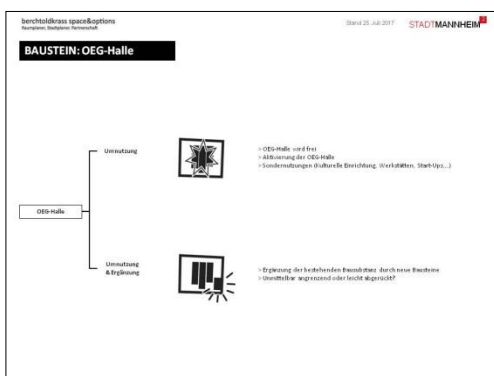 berchtoldkrass space&options
Raumplaner, Stadtplaner. Partnerschaft
Stand 25. Juli 2017
STADTMANNHEIM²
BAUSTEIN: OEG-Halle
Umnutzung
> OEG-Halle wird frei
> Aktivierung der OEG-Halle
> Sondernutzungen (Kulturelle Einrichtung, Werkstätten, Start-Ups,...)
OEG-Halle
Umnutzung
& Ergänzung
> Ergänzung der bestehenden Bausubstanz durch neue Bausteine
> Unmittelbar angrenzend oder leicht abgerückt?